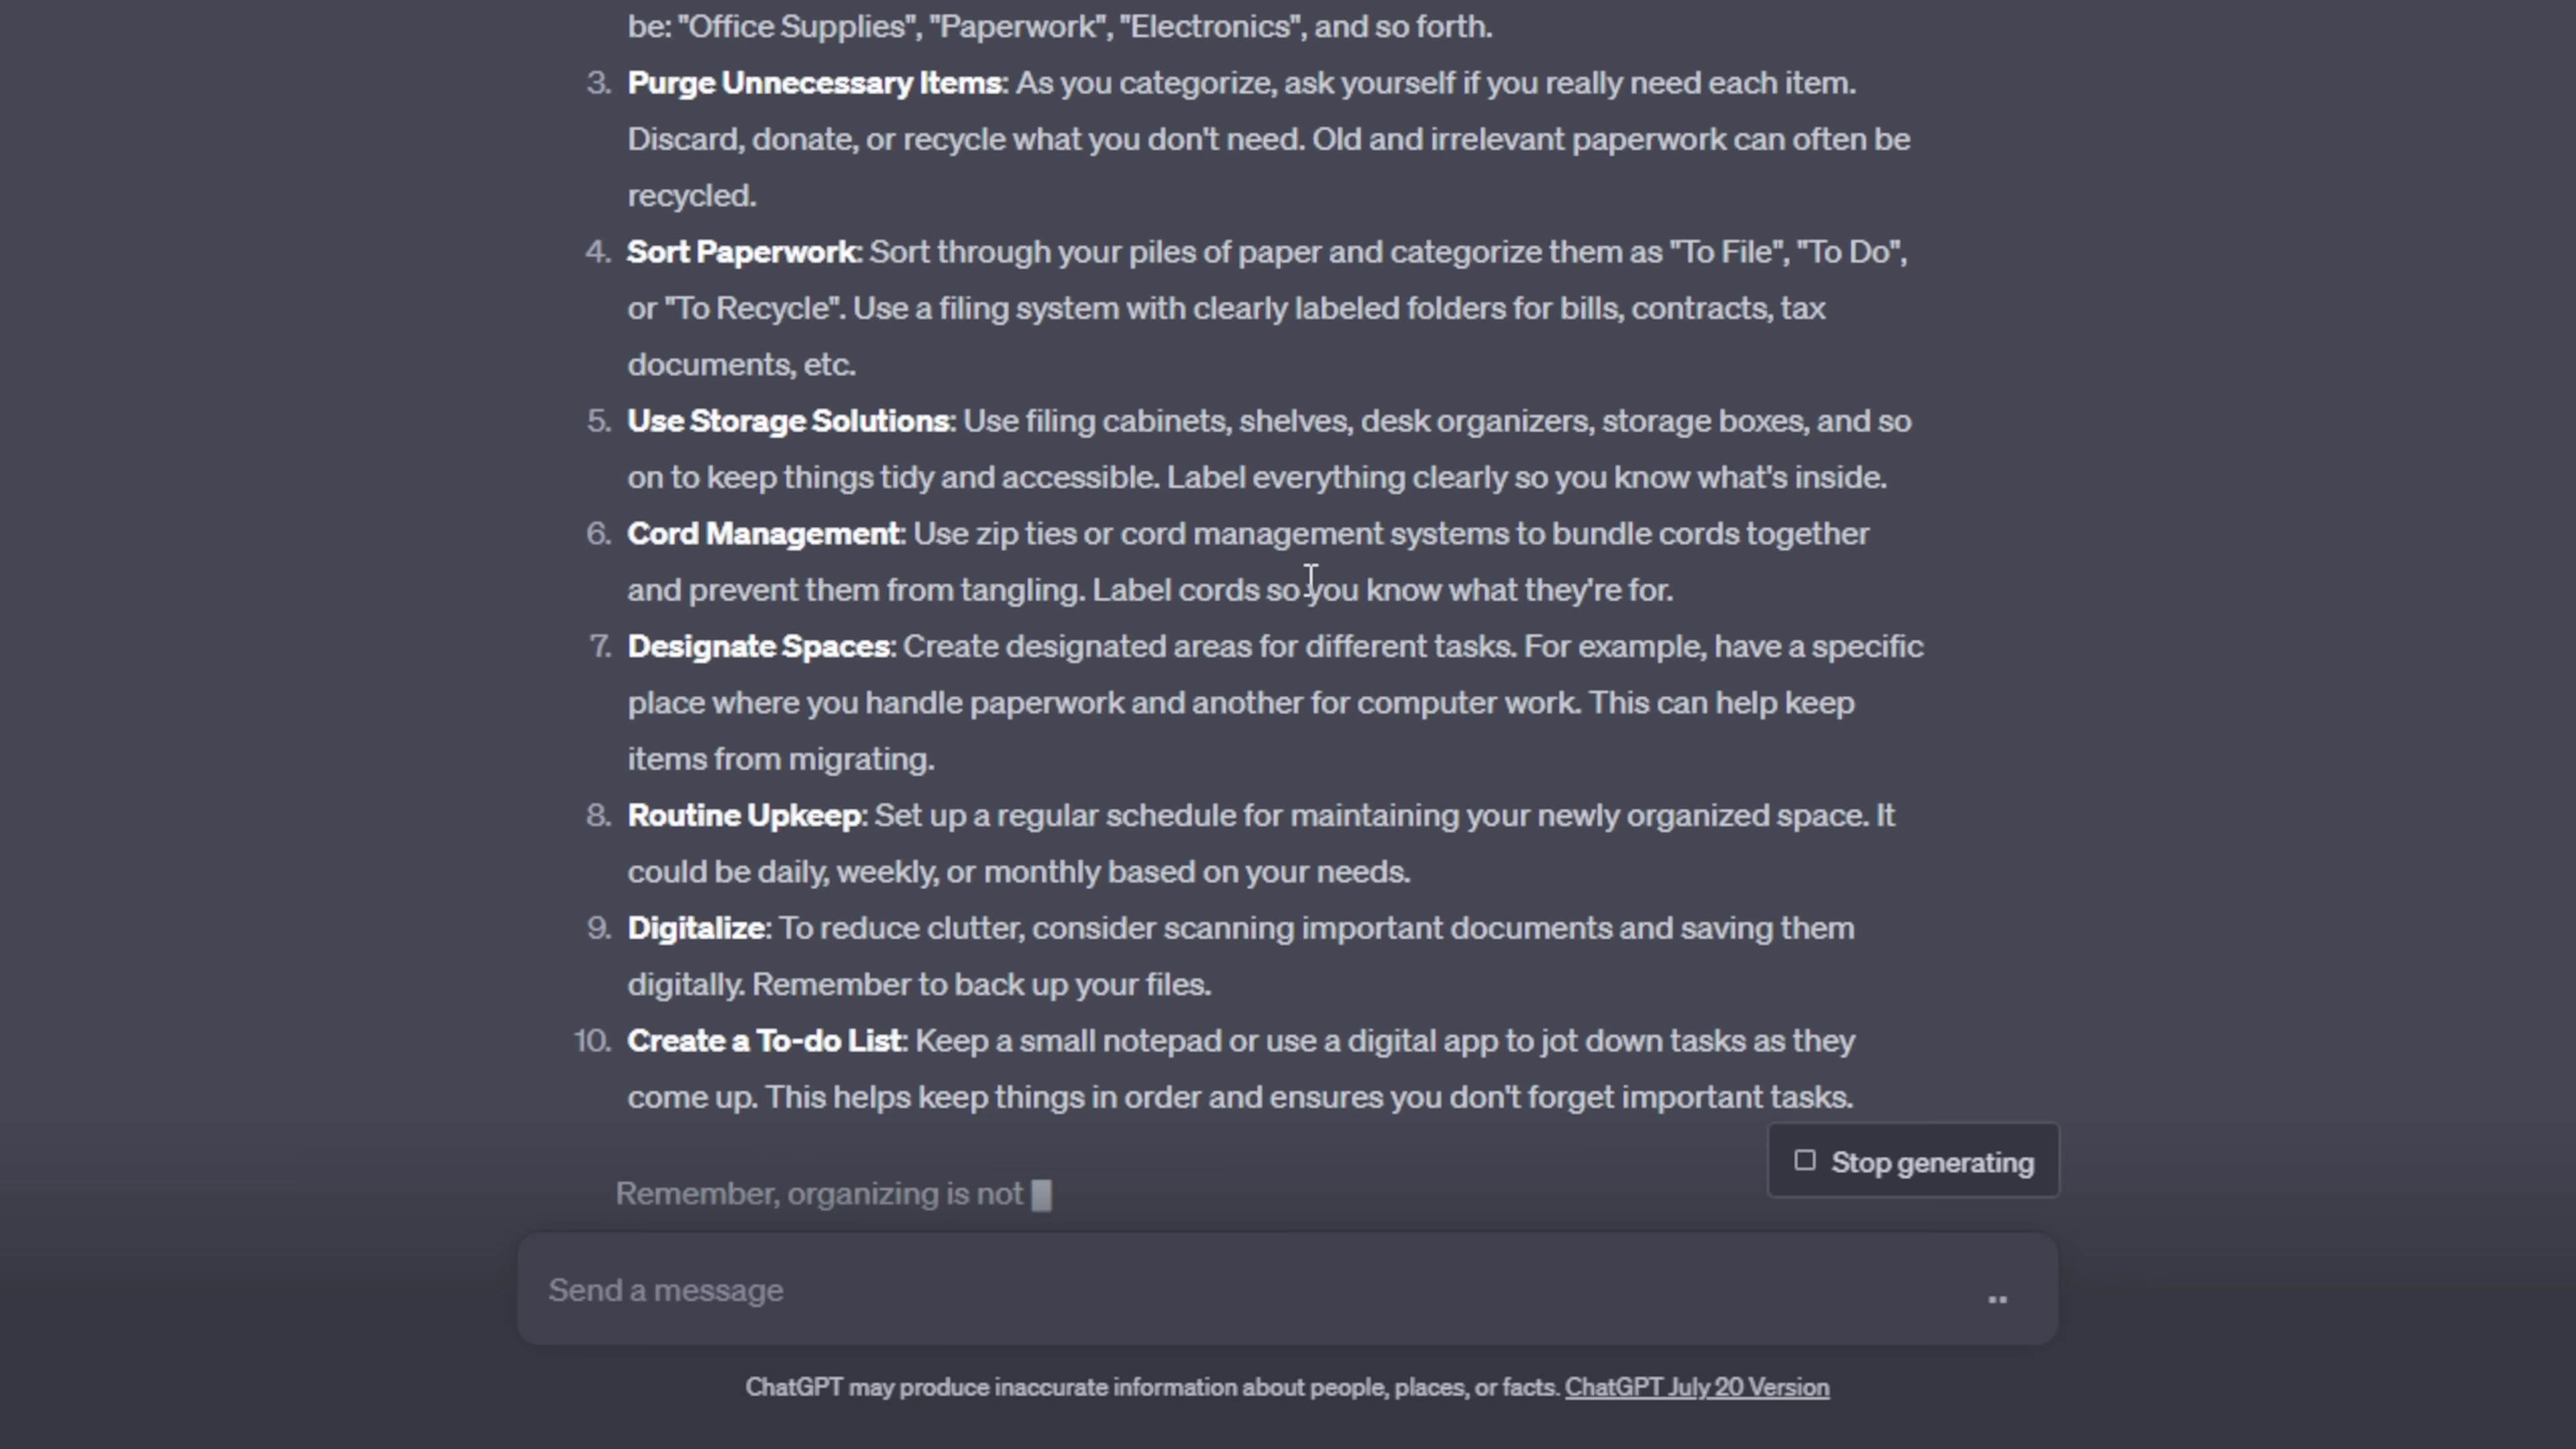 be: "Office Supplies", "Paperwork", "Electronics", and so forth.
3. Purge Unnecessary Items: As you categorize, ask yourself if you really need each item.
Discard, donate, or recycle what you don't need. Old and irrelevant paperwork can often be
recycled.
4. Sort Paperwork: Sort through your piles of paper and categorize them as "To File", "To Do",
or "To Recycle". Use a filing system with clearly labeled folders for bills, contracts, tax
documents, etc.
5. Use Storage Solutions: Use filing cabinets, shelves, desk organizers, storage boxes, and so
on to keep things tidy and accessible. Label everything clearly so you know what's inside.
6. Cord Management: Use zip ties or cord management systems to bundle cords together
and prevent them from tangling. Label cords so you know what they're for.
7. Designate Spaces: Create designated areas for different tasks. For example, have a specific
place where you handle paperwork and another for computer work. This can help keep
items from migrating.
8. Routine Upkeep: Set up a regular schedule for maintaining your newly organized space. It
could be daily, weekly, or monthly based on your needs.
9. Digitalize: To reduce clutter, consider scanning important documents and saving them
digitally. Remember to back up your files.
10. Create a To-do List: Keep a small notepad or use a digital app to jot down tasks as they
come up. This helps keep things in order and ensures you don't forget important tasks.
Stop generating
Remember, organizing is not
Send a message
ChatGPT may produce inaccurate information about people, places, or facts. ChatGPT July 20 Version